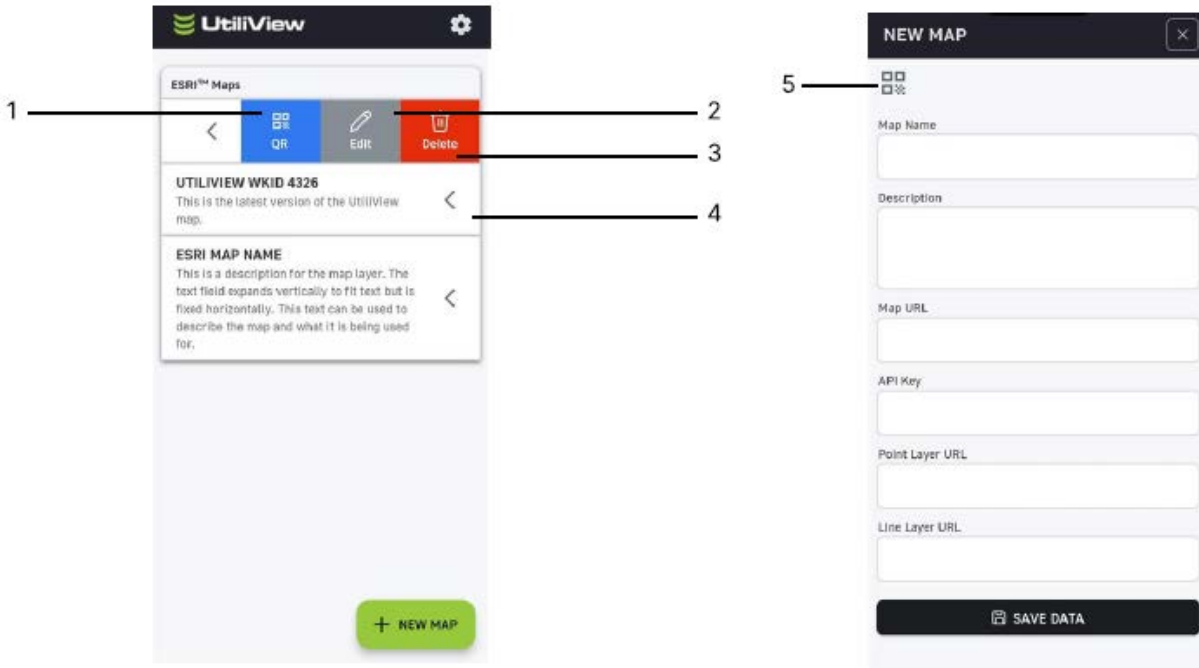 UtiliView
ESRI™ Maps
1
QR
Edit
Delete
2
3
UTILIVIEW WKID 4326
This is the latest version of the UtiliView
map.
4
ESRI MAP NAME
This is a description for the map layer. The
text field expands vertically to fit text but is
fixed horizontally. This text can be used to
describe the map and what it is being used
for.
+ NEW MAP
NEW MAP
5
Map Name
Description
Map URL
API Key
Point Layer URL
Line Layer URL
SAVE DATA